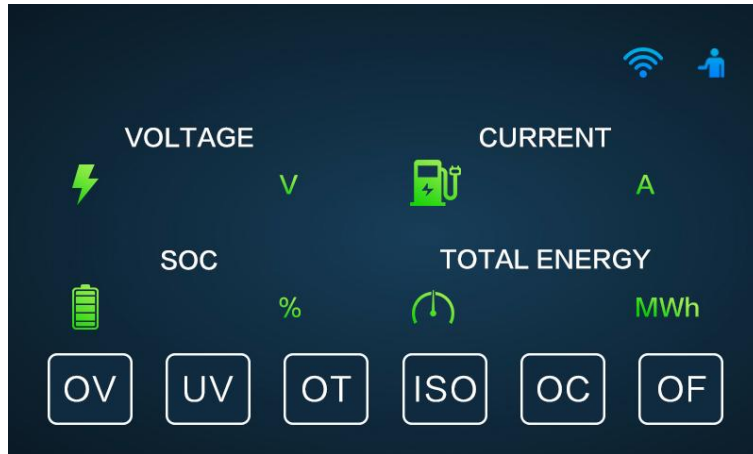 VOLTAGE CURRENT
V A
SOC TOTAL ENERGY
% MWh
OV UV OT ISO OC OF